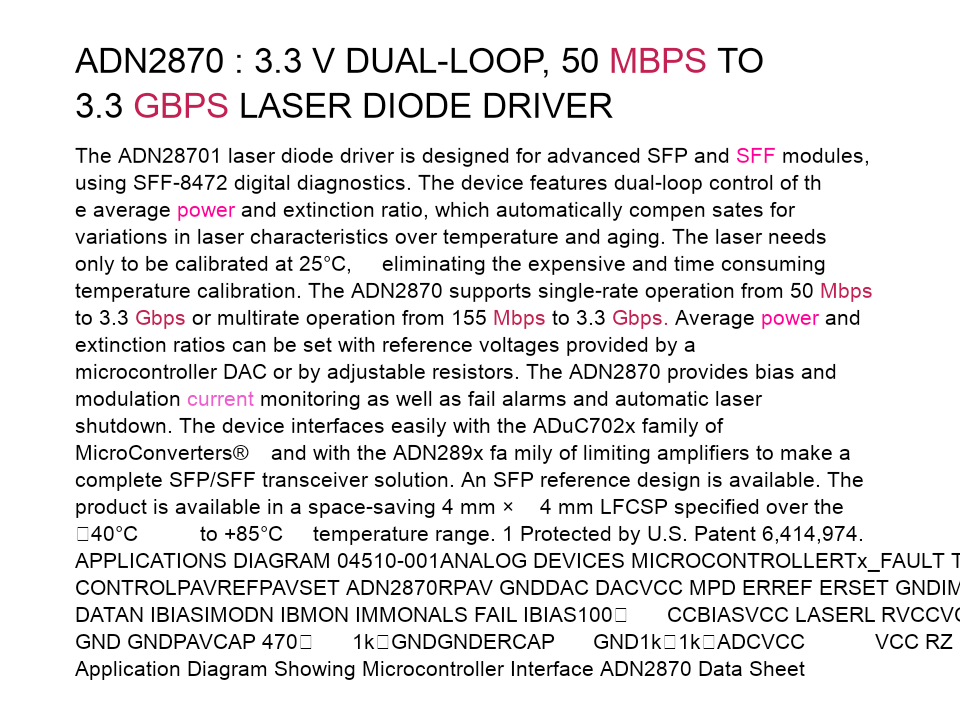 ADN2870 : 3.3 V DUAL-LOOP, 50 MBPS TO
3.3 GBPS LASER DIODE DRIVER
The ADN28701 laser diode driver is designed for advanced SFP and SFF modules,
using SFF-8472 digital diagnostics. The device features dual-loop control of th
e average power and extinction ratio, which automatically compen sates for
variations in laser characteristics over temperature and aging. The laser needs
only to be calibrated at 25°C, eliminating the expensive and time consuming
temperature calibration. The ADN2870 supports single-rate operation from 50 Mbps
to 3.3 Gbps or multirate operation from 155 Mbps to 3.3 Gbps. Average power and
extinction ratios can be set with reference voltages provided by a
microcontroller DAC or by adjustable resistors. The ADN2870 provides bias and
modulation current monitoring as well as fail alarms and automatic laser
shutdown. The device interfaces easily with the ADuC702x family of
MicroConverters® and with the ADN289x fa mily of limiting amplifiers to make a
complete SFP/SFF transceiver solution. An SFP reference design is available. The
product is available in a space-saving 4 mm × 4 mm LFCSP specified over the
40°C to +85°C temperature range. 1 Protected by U.S. Patent 6,414,974.
APPLICATIONS DIAGRAM 04510-001ANALOG DEVICES MICROCONTROLLERTx_FAULT T
CONTROLPAVREFPAVSET ADN2870RPAV GNDDAC DACVCC MPD ERREF ERSET GNDIM
DATAN IBIASIMODN IBMON IMMONALS FAIL IBIAS100 CCBIASVCC LASERL RVCCVC
GND GNDPAVCAP 470 1k GNDGNDERCAP GND1k 1k ADCVCC VCC RZ
Application Diagram Showing Microcontroller Interface ADN2870 Data Sheet